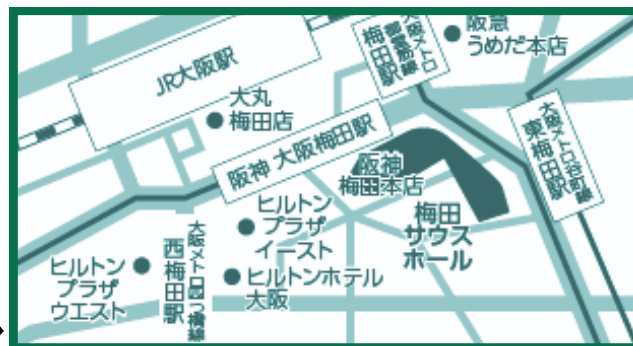 JR大阪駅
大阪メトロ
御堂筋線
梅田駅
阪急
うめだ本店
大丸
梅田店
阪神 大阪梅田駅
阪神
梅田本店
大阪メトロ谷町線
東梅田駅
梅田
サウス
ホール
ヒルトン
プラザ
イースト
大阪メトロ四つ橋線
西梅田駅
ヒルトン
プラザ
ウエスト
ヒルトンホテル
大阪